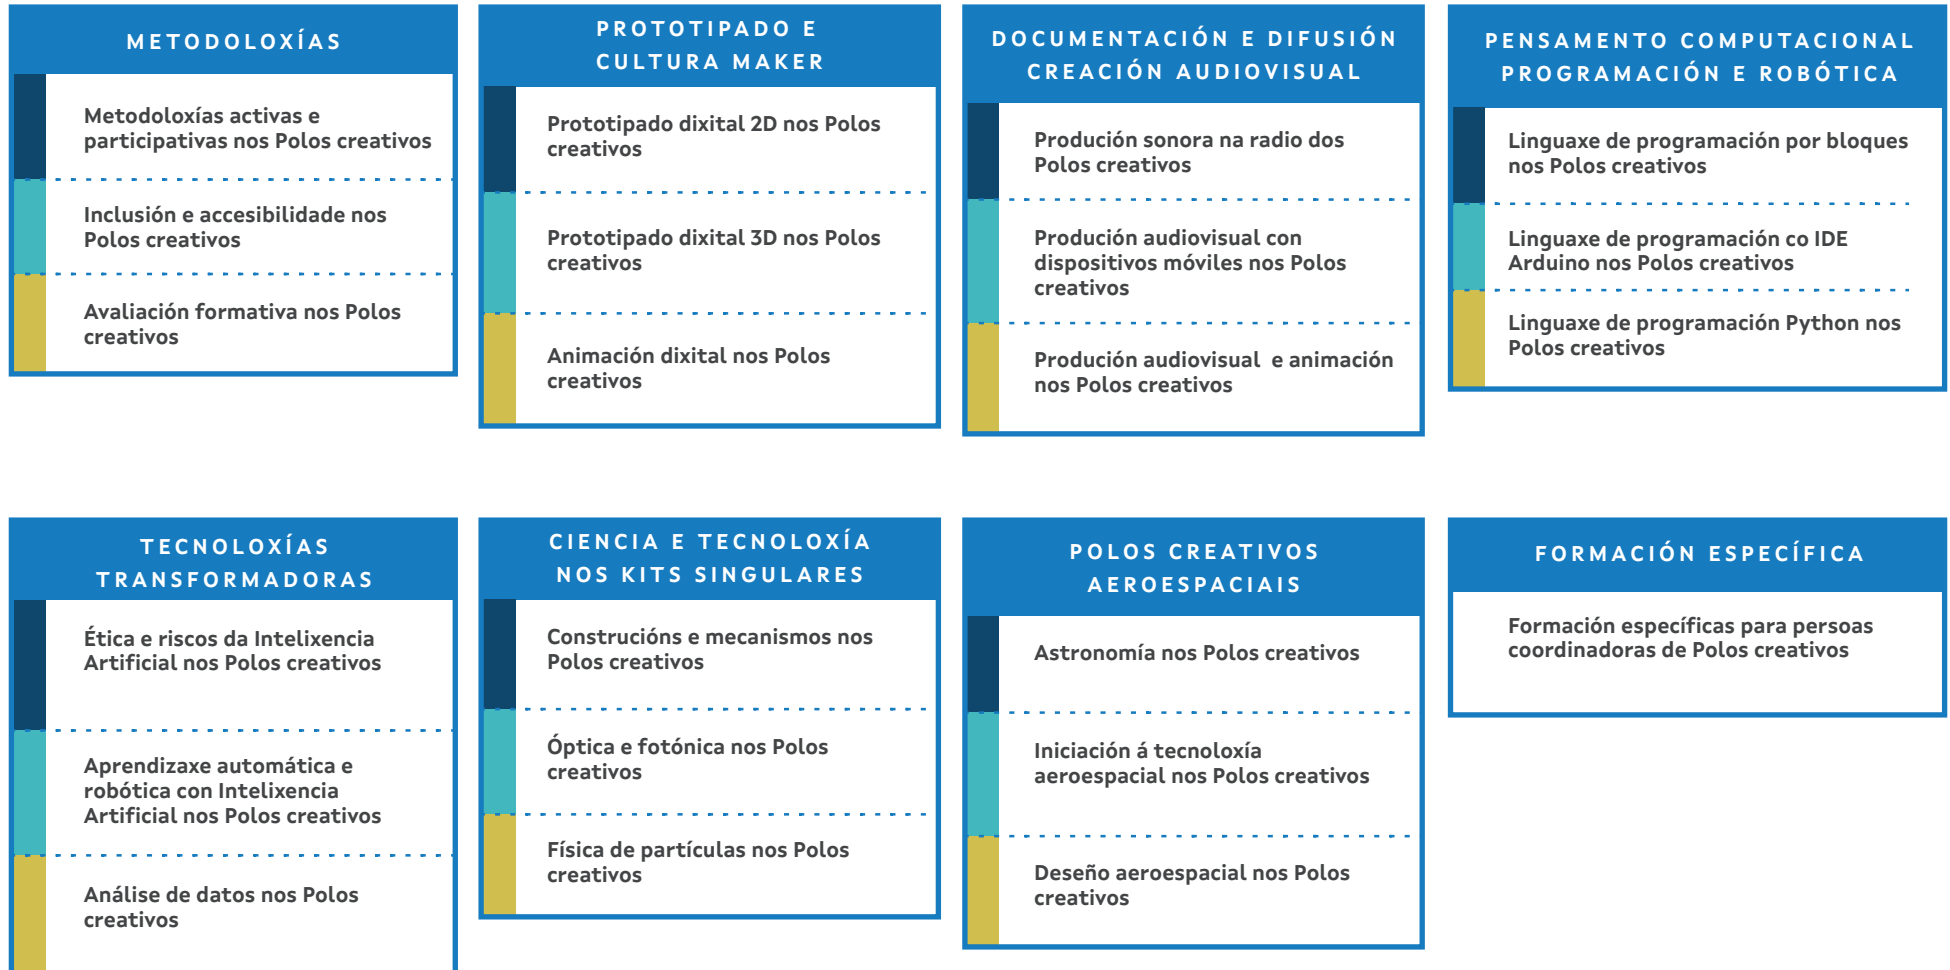 METODOLOXÍAS
Metodoloxías activas e
participativas nos Polos creativos
Inclusión e accesibilidade nos
Polos creativos
Avaliación formativa nos Polos
creativos
PROTOTIPADO E
CULTURA MAKER
Prototipado dixital 2D nos Polos
creativos
Prototipado dixital 3D nos Polos
creativos
Animación dixital nos Polos
creativos
DOCUMENTACIÓN E DIFUSIÓN
CREACIÓN AUDIOVISUAL
Produción sonora na radio dos
Polos creativos
Produción audiovisual con
dispositivos móviles nos Polos
creativos
Produción audiovisual e animación
nos Polos creativos
PENSAMENTO COMPUTACIONAL
PROGRAMACIÓN E ROBÓTICA
Linguaxe de programación por bloques
nos Polos creativos
Linguaxe de programación co IDE
Arduino nos Polos creativos
Linguaxe de programación Python nos
Polos creativos
TECNOLOXÍAS
TRANSFORMADORAS
Ética e riscos da Intelixencia
Artificial nos Polos creativos
Aprendizaxe automática e
robótica con Intelixencia
Artificial nos Polos creativos
Análise de datos nos Polos
creativos
CIENCIA E TECNOLOXÍA
NOS KITS SINGULARES
Construcións e mecanismos nos
Polos creativos
Óptica e fotónica nos Polos
creativos
Física de partículas nos Polos
creativos
POLOS CREATIVOS
AEROESPACIAIS
Astronomía nos Polos creativos
Iniciación á tecnoloxía
aeroespacial nos Polos creativos
Deseño aeroespacial nos Polos
creativos
FORMACIÓN ESPECÍFICA
Formación específicas para persoas
coordinadoras de Polos creativos